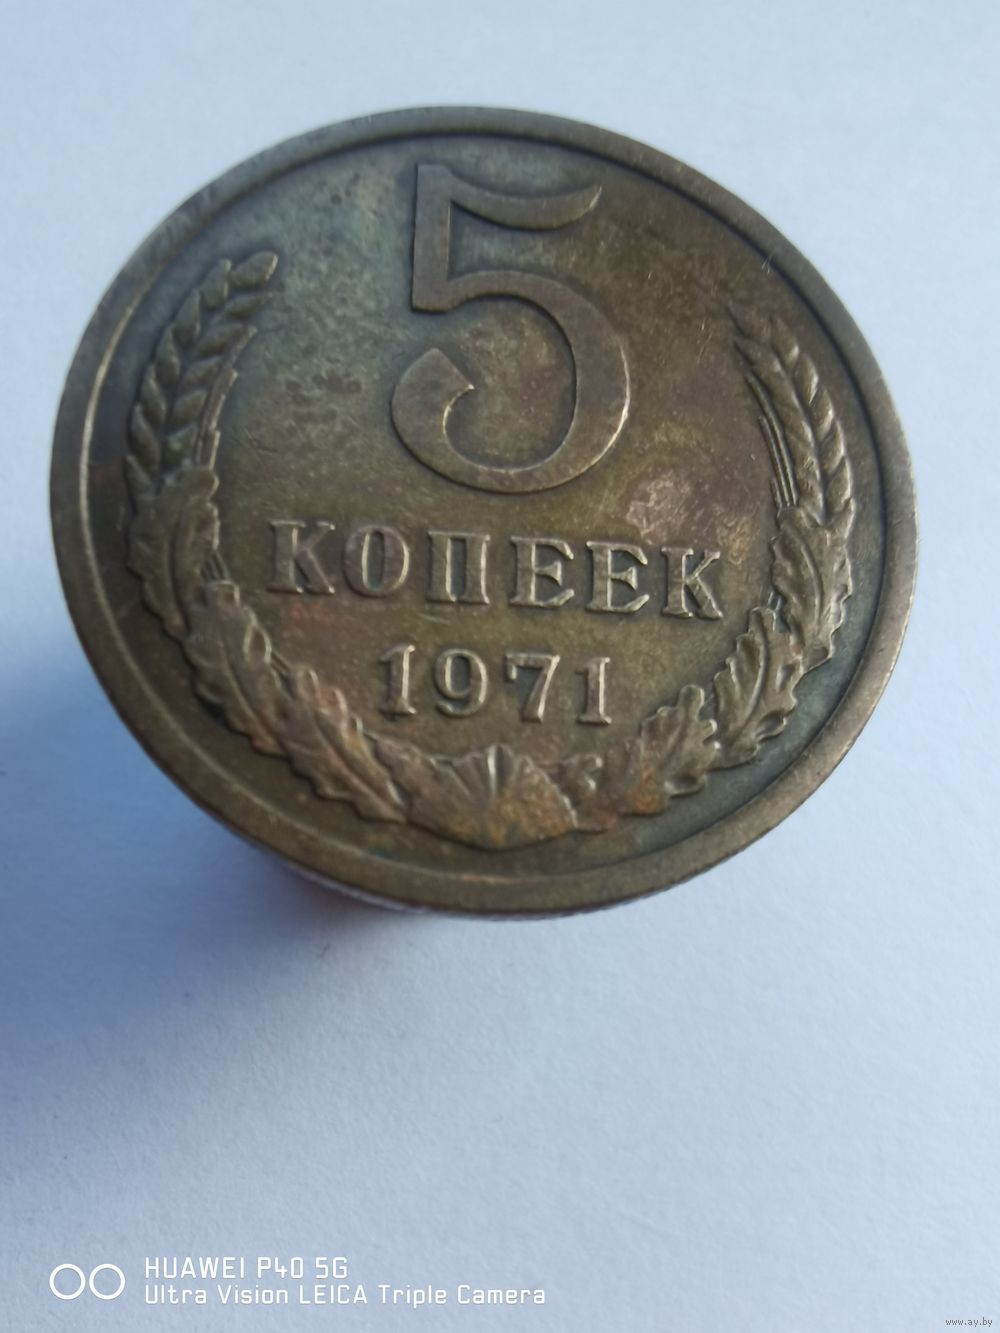 5
КОПЕЕК
1971
HUAWEI P40 5G
Ultra Vision LEICA Triple Camera
www.ay.by